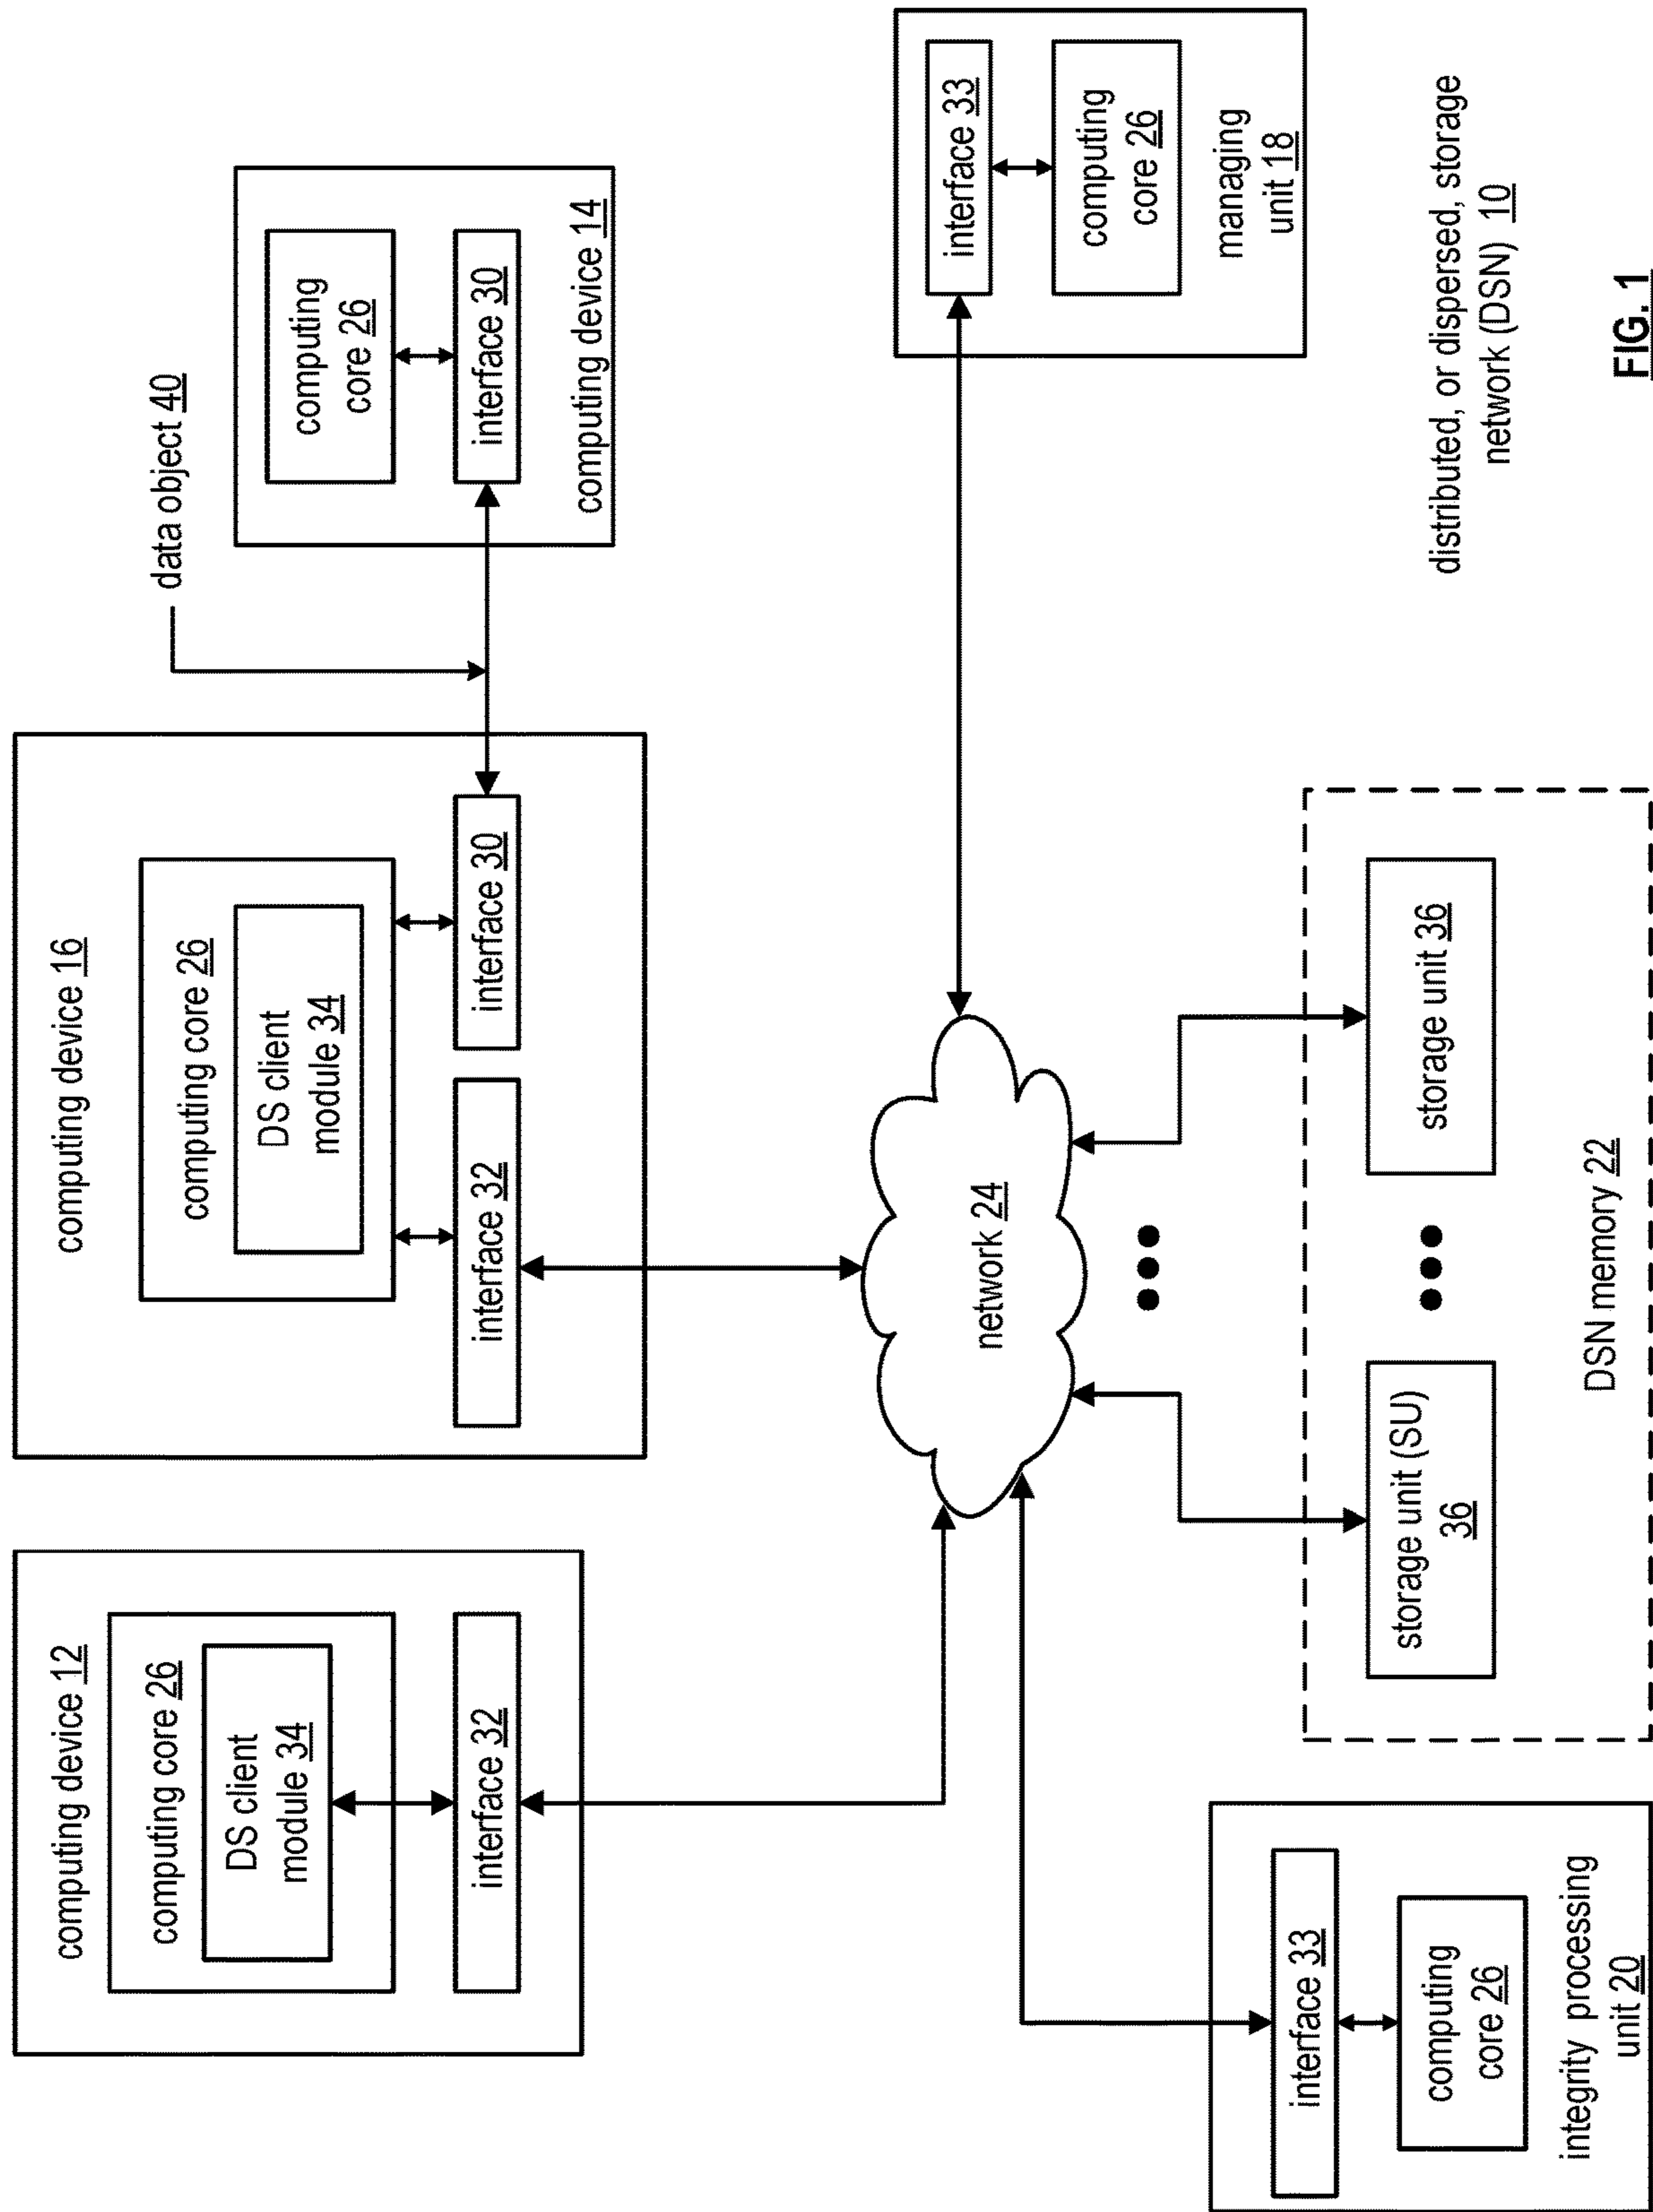 computing device 12
computing core 26
DS client
module 34
interface 32
computing device 16
computing core 26
DS client
module 34
interface 32
interface 30
data object 40
computing
core 26
interface 30
computing device 14
network 24
interface 33
computing
core 26
managing
unit 18
interface 33
computing
core 26
integrity processing
unit 20
storage unit (SU)
36
storage unit 36
DSN memory 22
distributed, or dispersed, storage
network (DSN) 10
FIG. 1